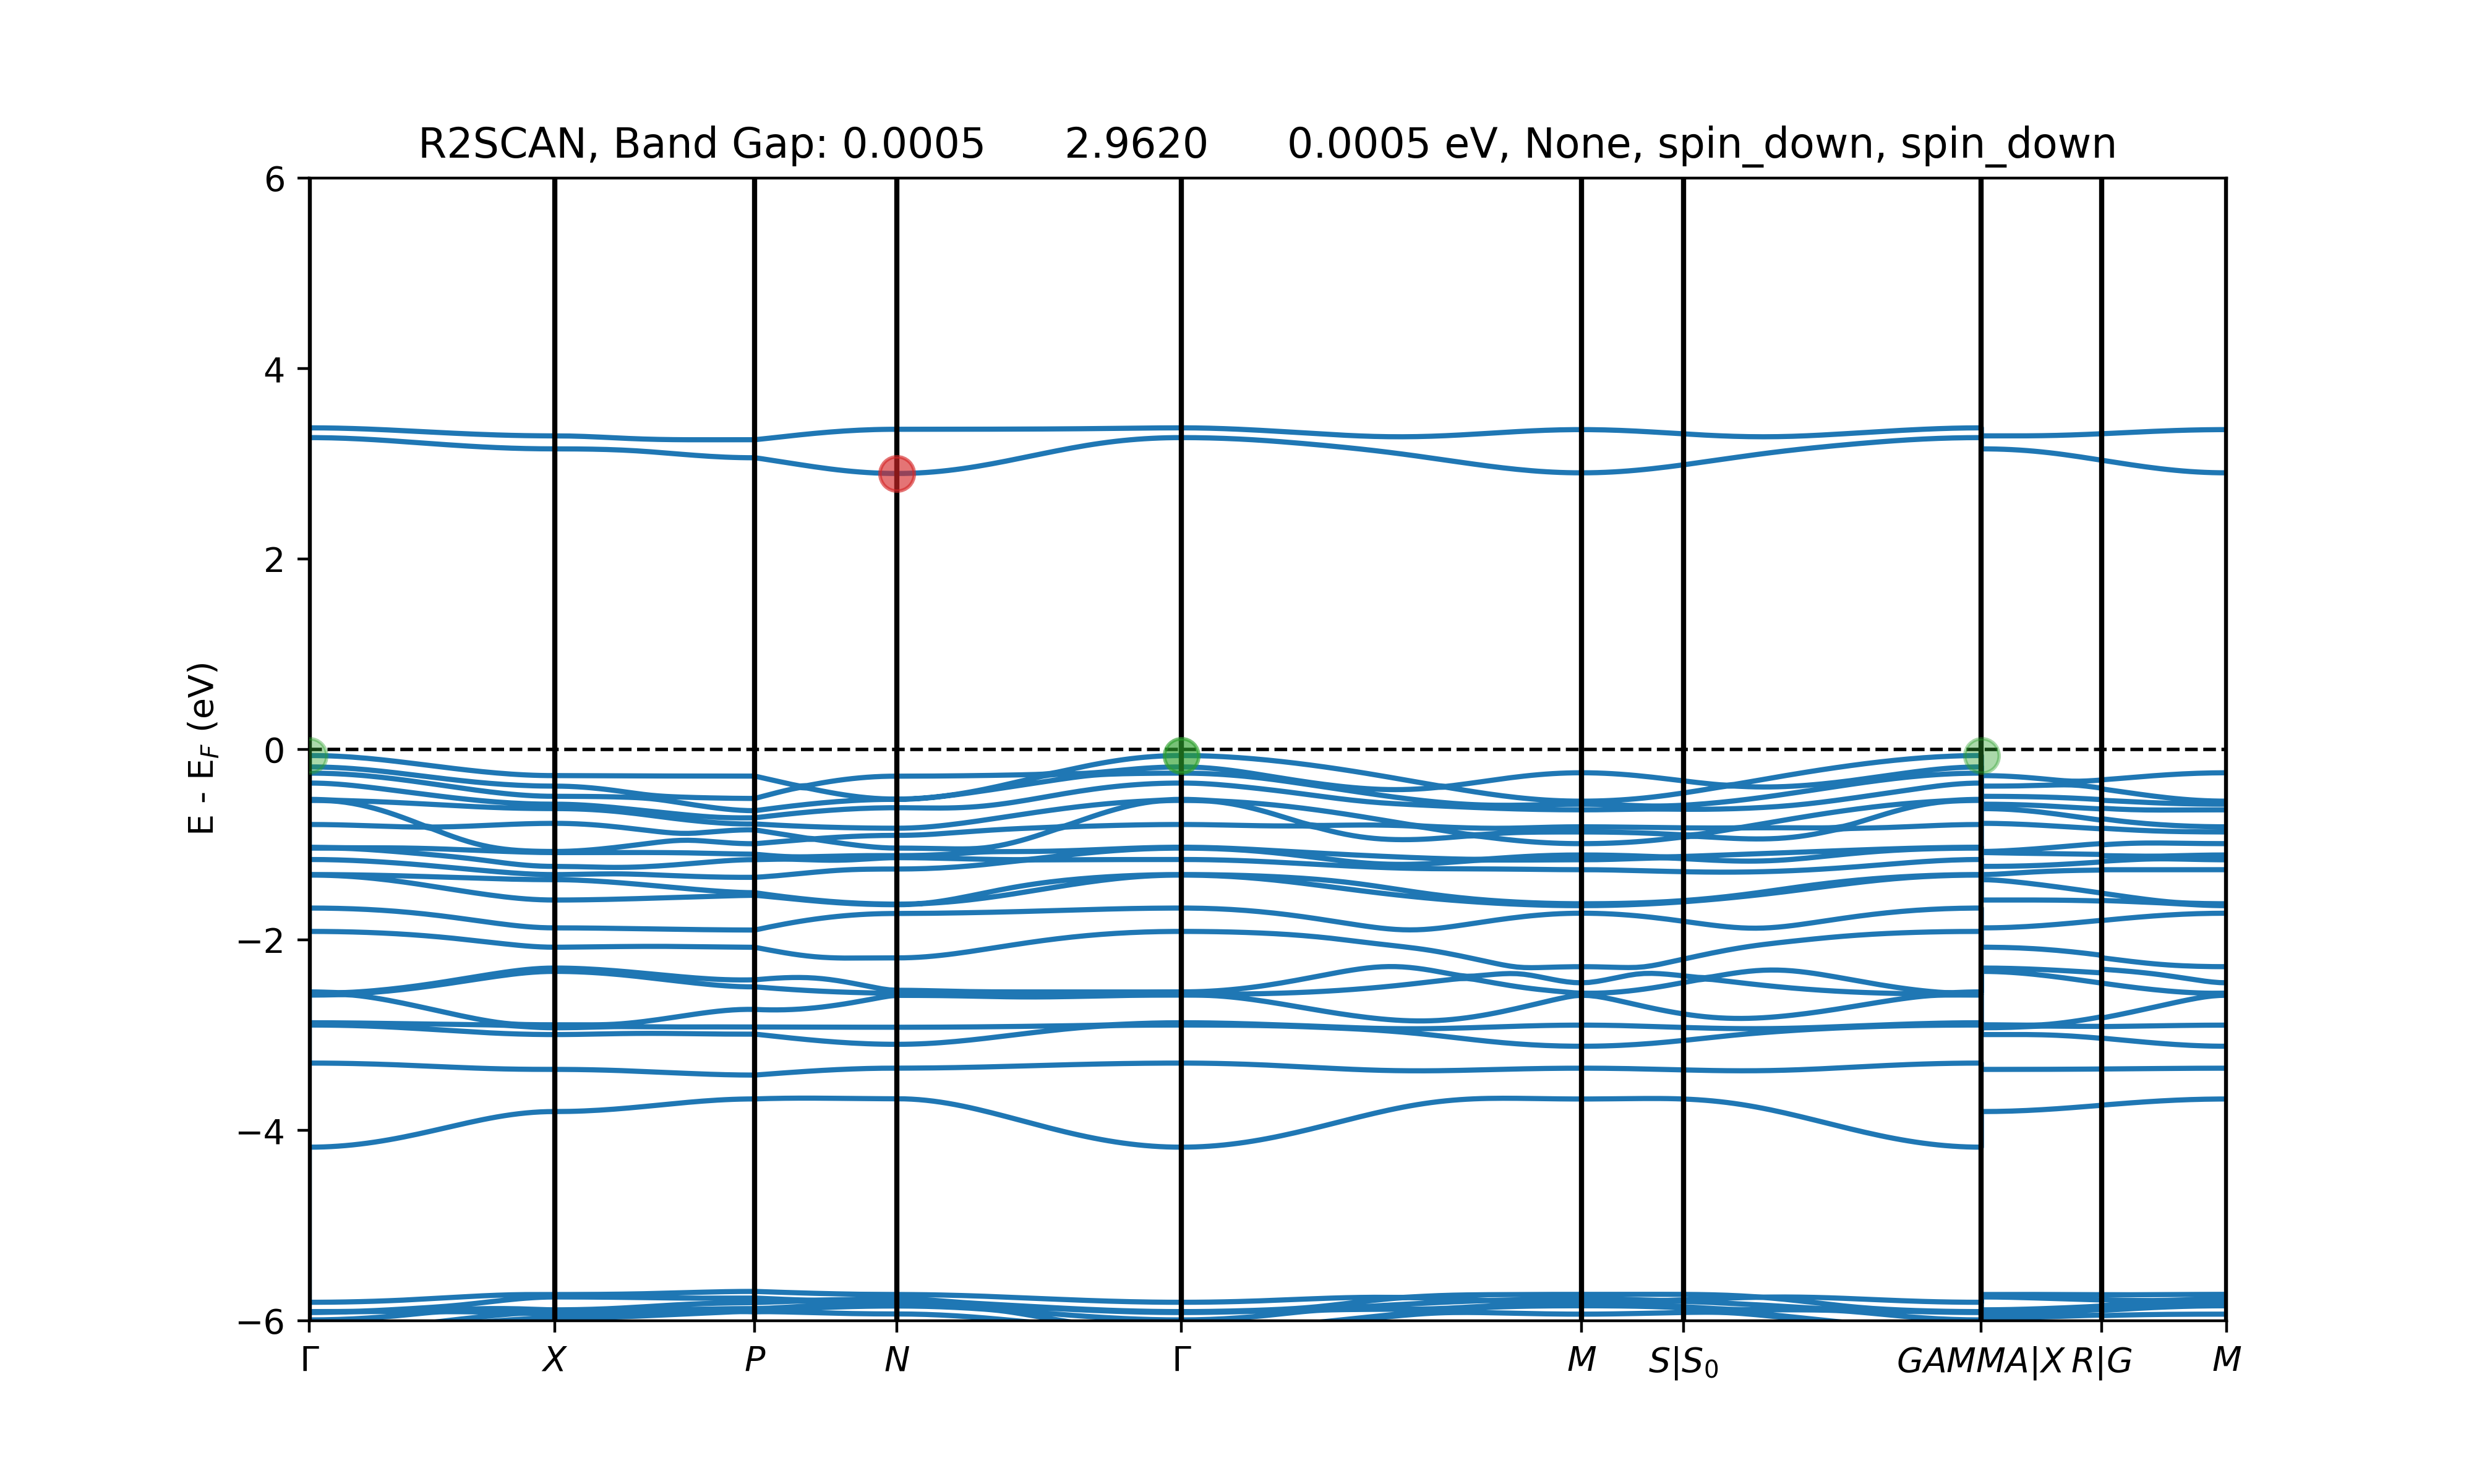 R2SCAN, Band Gap: 0.0005 2.9620 0.0005 eV, None, spin_down, spin_down
6
4
2
0
−2
−4
−6
E - E_F (eV)
Γ X P N Γ M S|S_0 GAMMA|X R|G M